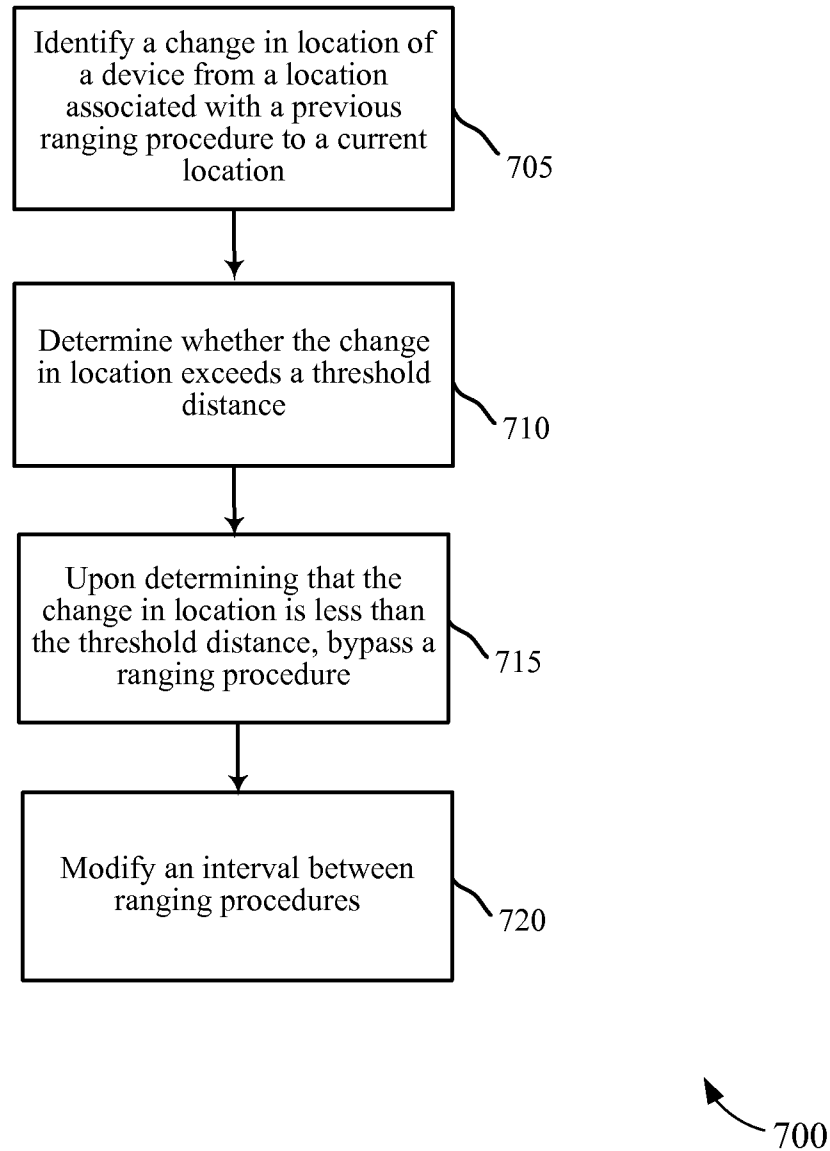 Identify a change in location of
a device from a location
associated with a previous
ranging procedure to a current
location
705
Determine whether the change
in location exceeds a threshold
distance
710
Upon determining that the
change in location is less than
the threshold distance, bypass a
ranging procedure
715
Modify an interval between
ranging procedures
720
700